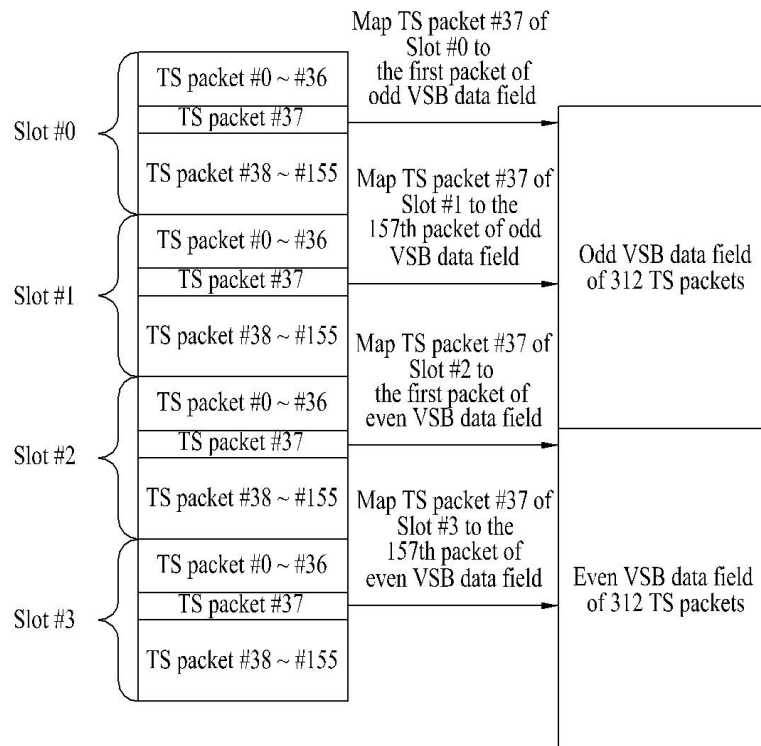 Map TS packet #37 of
Slot #0 to
the first packet of
odd VSB data field
Slot #0
TS packet #0 ~ #36
TS packet #37
TS packet #38 ~ #155
Map TS packet #37 of
Slot #1 to the
157th packet of odd
VSB data field
Slot #1
TS packet #0 ~ #36
TS packet #37
TS packet #38 ~ #155
Odd VSB data field
of 312 TS packets
Map TS packet #37 of
Slot #2 to
the first packet of
even VSB data field
Slot #2
TS packet #0 ~ #36
TS packet #37
TS packet #38 ~ #155
Map TS packet #37 of
Slot #3 to the
157th packet of
even VSB data field
Slot #3
TS packet #0 ~ #36
TS packet #37
TS packet #38 ~ #155
Even VSB data field
of 312 TS packets